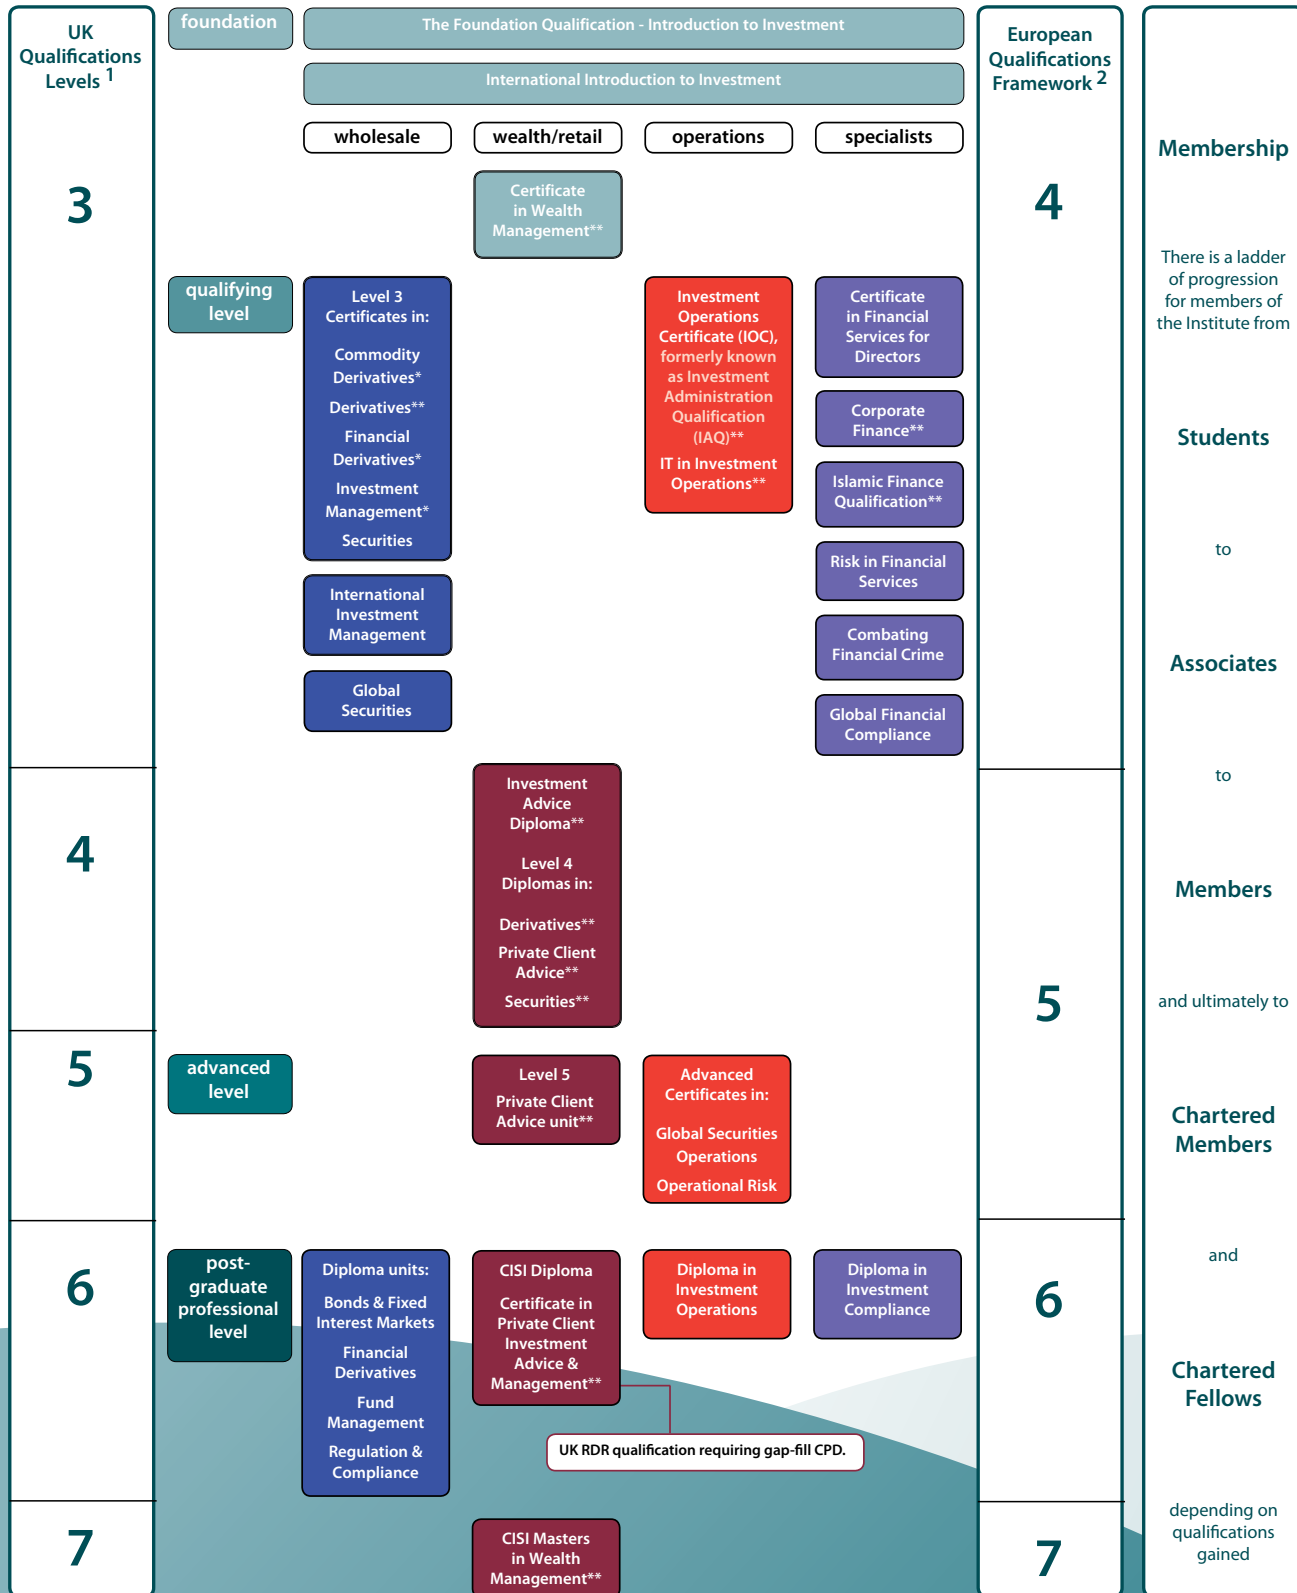 UK
Qualifications
Levels 1
3
4
5
6
7
foundation
The Foundation Qualification - Introduction to Investment
International Introduction to Investment
wholesale
wealth/retail
operations
specialists
Certificate
in Wealth
Management**
qualifying
level
Level 3
Certificates in:
Commodity
Derivatives*
Derivatives**
Financial
Derivatives*
Investment
Management*
Securities
International
Investment
Management
Global
Securities
Investment
Operations
Certificate (IOC),
formerly known
as Investment
Administration
Qualification
(IAQ)**
IT in Investment
Operations**
Certificate
in Financial
Services for
Directors
Corporate
Finance**
Islamic Finance
Qualification**
Risk in Financial
Services
Combating
Financial Crime
Global Financial
Compliance
Investment
Advice
Diploma**
Level 4
Diplomas in:
Derivatives**
Private Client
Advice**
Securities**
advanced
level
Level 5
Private Client
Advice unit**
Advanced
Certificates in:
Global Securities
Operations
Operational Risk
post-
graduate
professional
level
Diploma units:
Bonds & Fixed
Interest Markets
Financial
Derivatives
Fund
Management
Regulation &
Compliance
CISI Diploma
Certificate in
Private Client
Investment
Advice &
Management**
Diploma in
Investment
Operations
Diploma in
Investment
Compliance
UK RDR qualification requiring gap-fill CPD.
CISI Masters
in Wealth
Management**
European
Qualifications
Framework 2
4
5
6
7
Membership
There is a ladder
of progression
for members of
the Institute from
Students
to
Associates
to
Members
and ultimately to
Chartered
Members
and
Chartered
Fellows
depending on
qualifications
gained